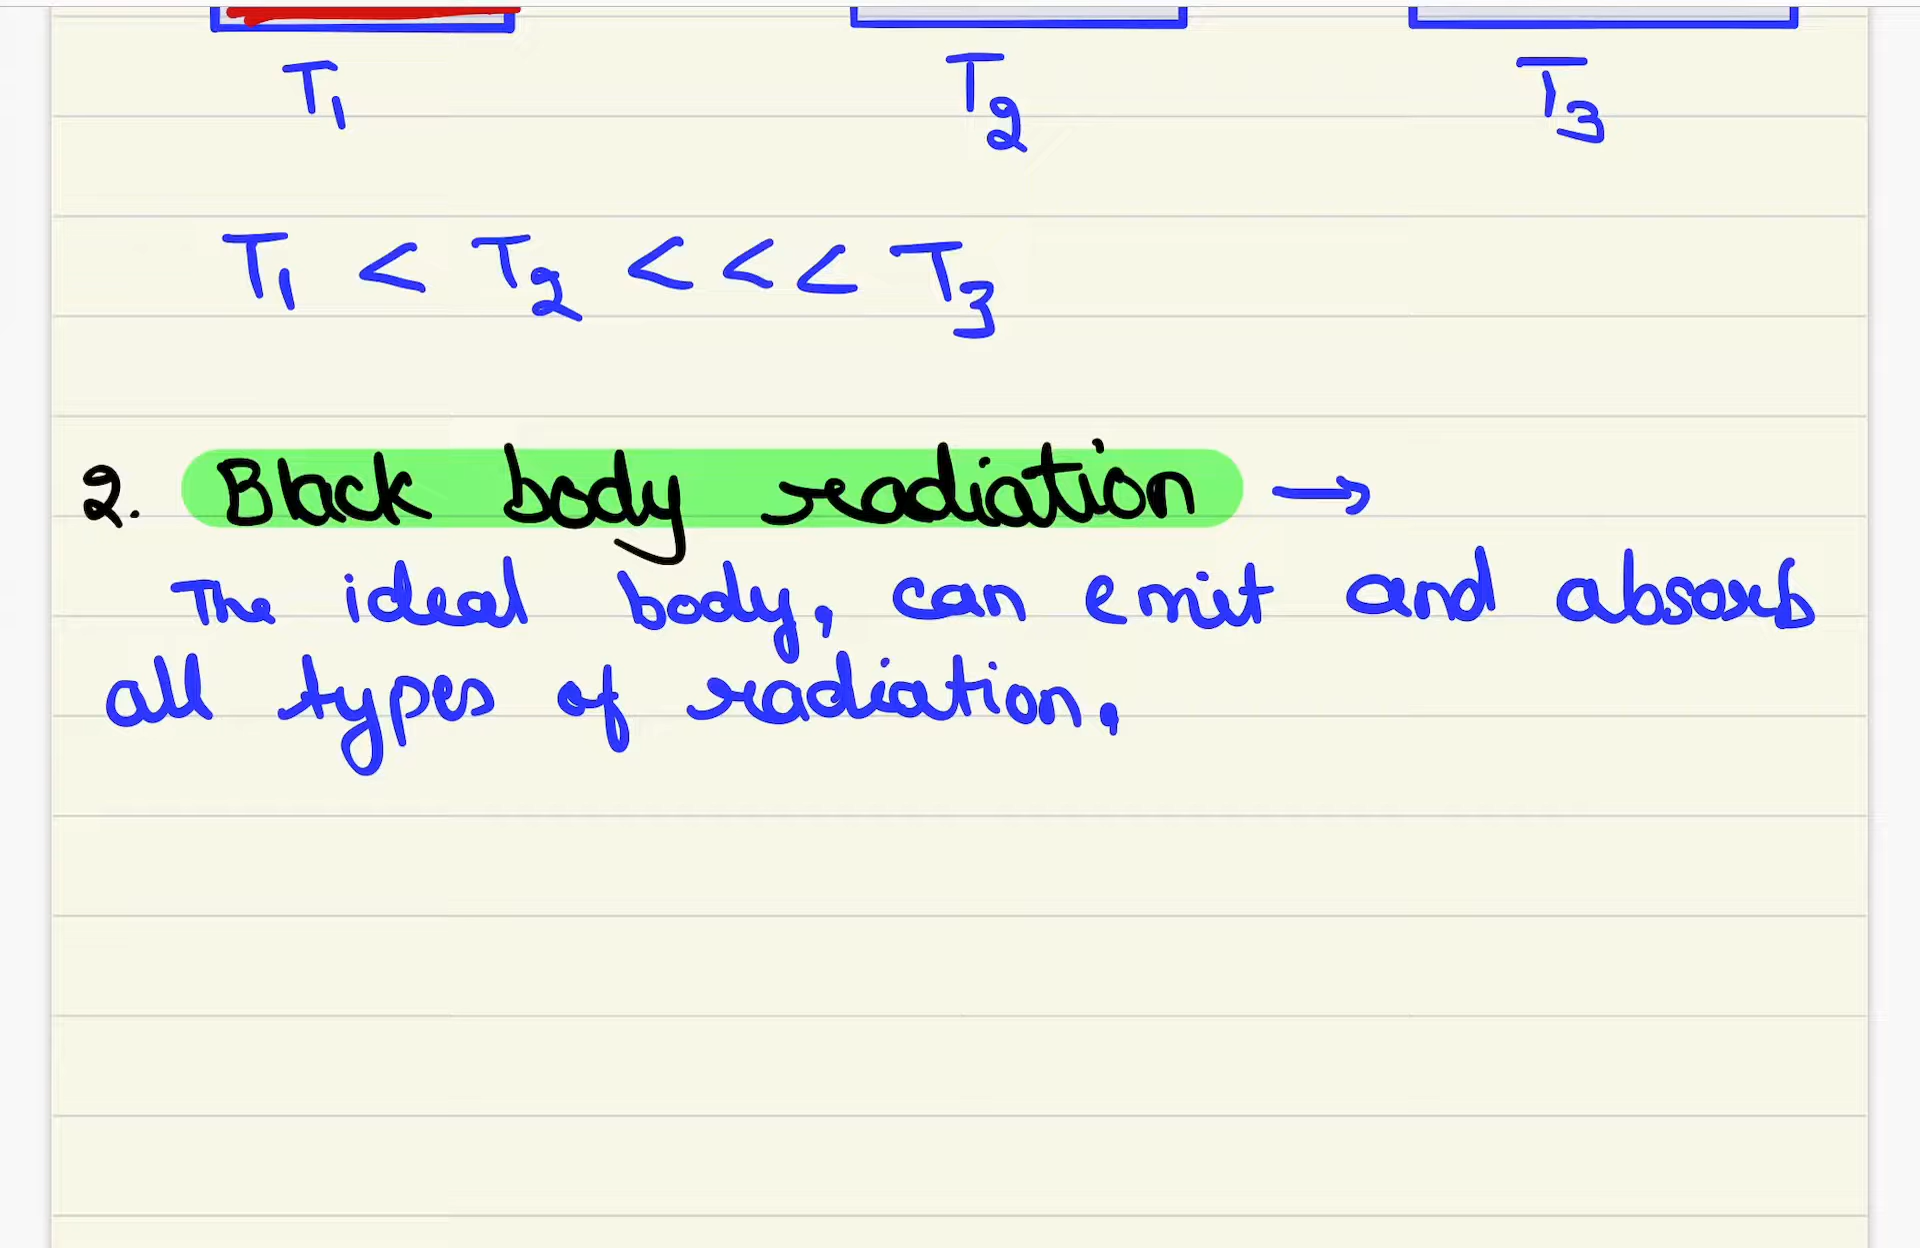 T₁ T₂ T₃
T₁ < T₂ < < < T₃
2. Black body radiation →
The ideal body, can emit and absorb
all types of radiation,